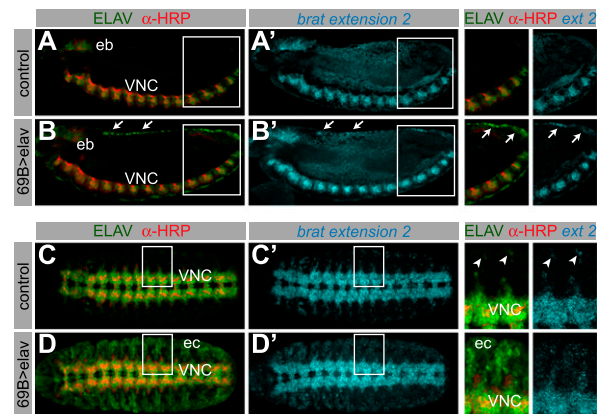 ELAV α-HRP
brat extension 2
ELAV α-HRP ext 2
control
A
eb
VNC
A'
69B>elav
B
eb
VNC
B'
ELAV α-HRP
brat extension 2
ELAV α-HRP ext 2
control
C
VNC
C'
VNC
69B>elav
D
ec
VNC
D'
ec
VNC